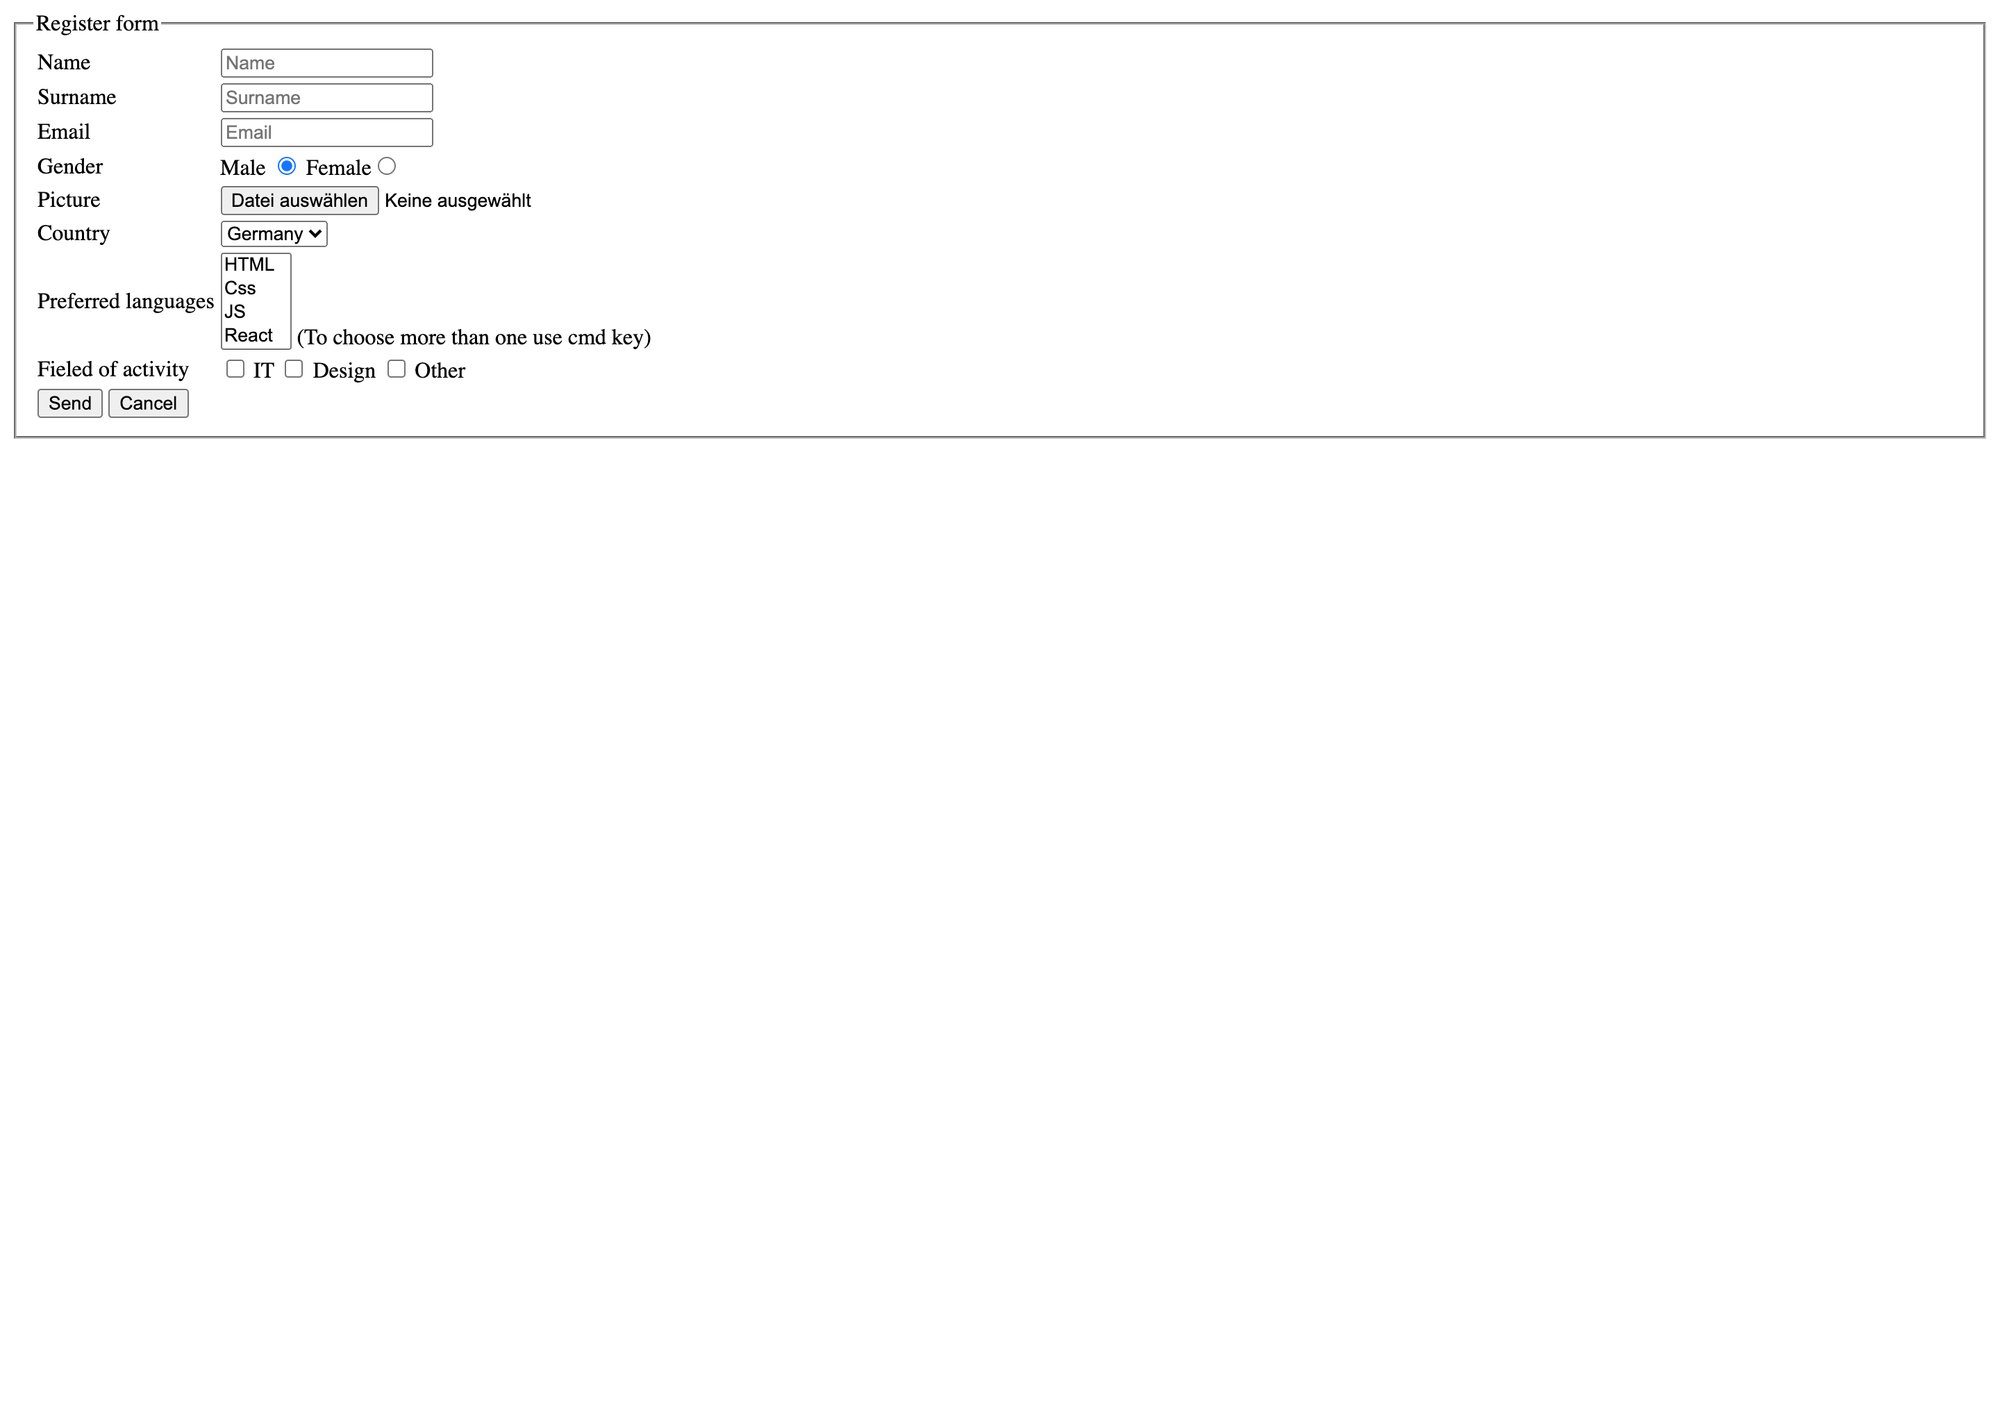 Register form
Name Name
Surname Surname
Email Email
Gender Male Female
Picture Datei auswählen Keine ausgewählt
Country Germany
Preferred languages
HTML
Css
JS
React (To choose more than one use cmd key)
Fieled of activity IT Design Other
Send Cancel